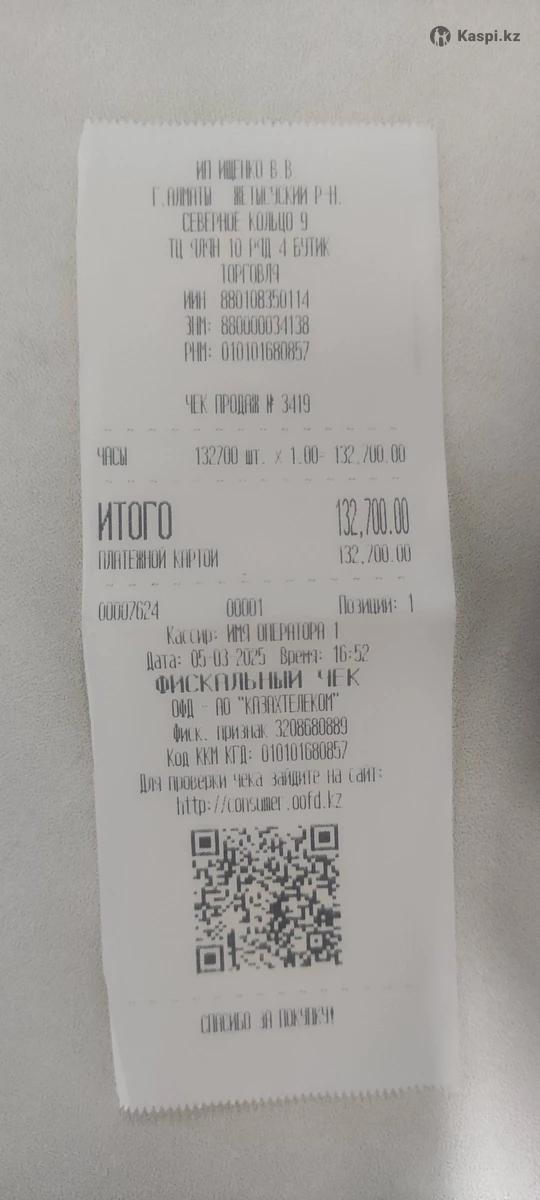 Kaspi.kz
ИП ИЩЕНКО В.В.
Г.АЛМАТЫ ЖЕТЫСУСКИЙ Р-Н.
СЕВЕРНОЕ КОЛЬЦО 9
ТЦ ЯЛЯН 10 РЯД 4 БУТИК
ТОРГОВЛЯ
ИИН 880108350114
ЗНМ: 880000034138
РНМ: 010101680857
ЧЕК ПРОДАЖ № 3419
ЧАСЫ 132700 шт. x 1.00= 132,700.00
ИТОГО 132,700.00
ПЛАТЕЖНОЙ КАРТОЙ 132,700.00
00007624 00001 Позиции: 1
Кассир: ИМЯ ОПЕРАТОРА 1
Дата: 05-03-2025 Время: 16:52
ФИСКАЛЬНЫЙ ЧЕК
ОФД - АО "КАЗАХТЕЛЕКОМ"
Фиск. признак 3208680889
Код ККМ КГД: 010101680857
Для проверки чека зайдите на сайт:
http://consumer.oofd.kz
СПАСИБО ЗА ПОКУПКУ!